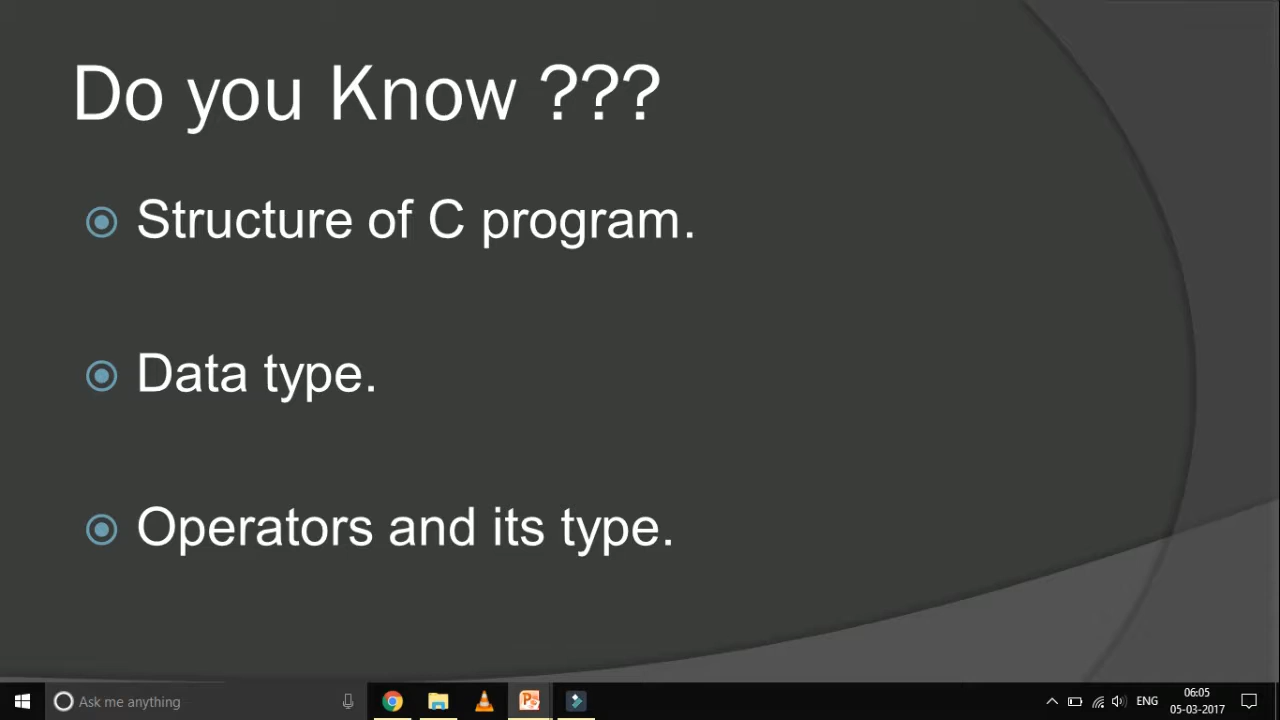 Do you Know ???
Structure of C program.
Data type.
Operators and its type.
Ask me anything
ENG
06:05
05-03-2017